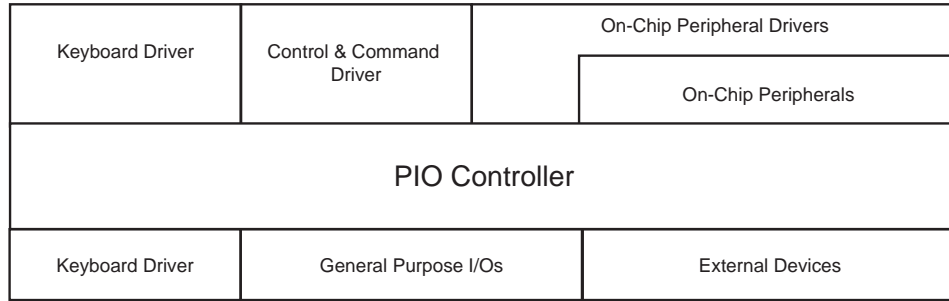 Keyboard Driver
Control & Command
Driver
On-Chip Peripheral Drivers
On-Chip Peripherals
PIO Controller
Keyboard Driver
General Purpose I/Os
External Devices